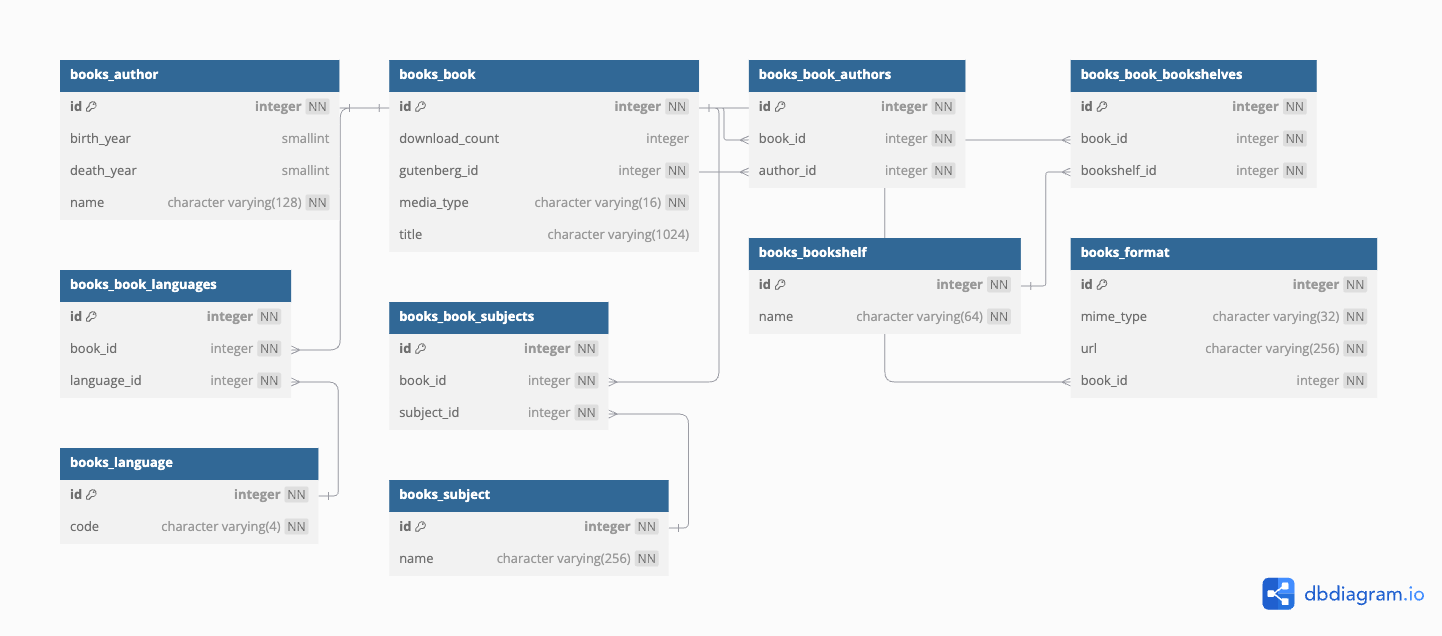 books_author
id integer NN
birth_year smallint
death_year smallint
name character varying(128) NN
books_book
id integer NN
download_count integer
gutenberg_id integer NN
media_type character varying(16) NN
title character varying(1024)
books_book_authors
id integer NN
book_id integer NN
author_id integer NN
books_book_bookshelves
id integer NN
book_id integer NN
bookshelf_id integer NN
books_book_languages
id integer NN
book_id integer NN
language_id integer NN
books_book_subjects
id integer NN
book_id integer NN
subject_id integer NN
books_bookshelf
id integer NN
name character varying(64) NN
books_format
id integer NN
mime_type character varying(32) NN
url character varying(256) NN
book_id integer NN
books_language
id integer NN
code character varying(4) NN
books_subject
id integer NN
name character varying(256) NN
dbdiagram.io